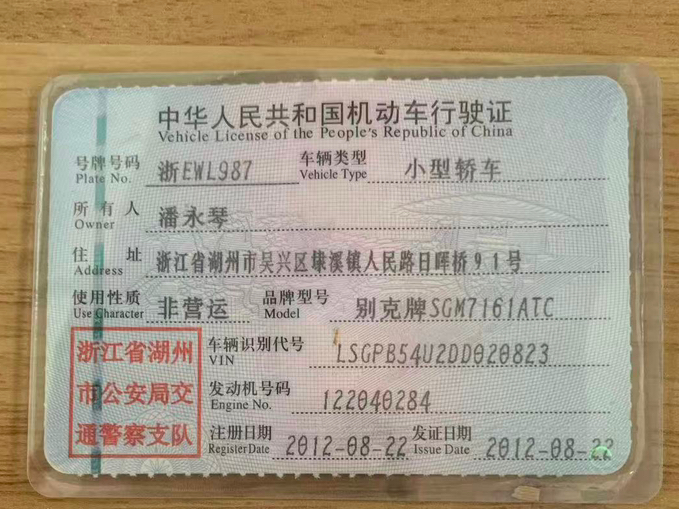 中华人民共和国机动车行驶证
Vehicle License of the People's Republic of China
号牌号码 浙EWL987 车辆类型 小型轿车
Plate No. Vehicle Type
所有人 潘永琴
Owner
住址 浙江省湖州市吴兴区埭溪镇人民路日晖桥91号
Address
使用性质 非营运 品牌型号 别克牌SGM7161ATC
Use Character Model
浙江省湖州
市公安局交
通警察支队
车辆识别代号 LSGPB54U2DD020823
VIN
发动机号码 122040284
Engine No.
注册日期 2012-08-22 发证日期 2012-08-22
Register Date Issue Date